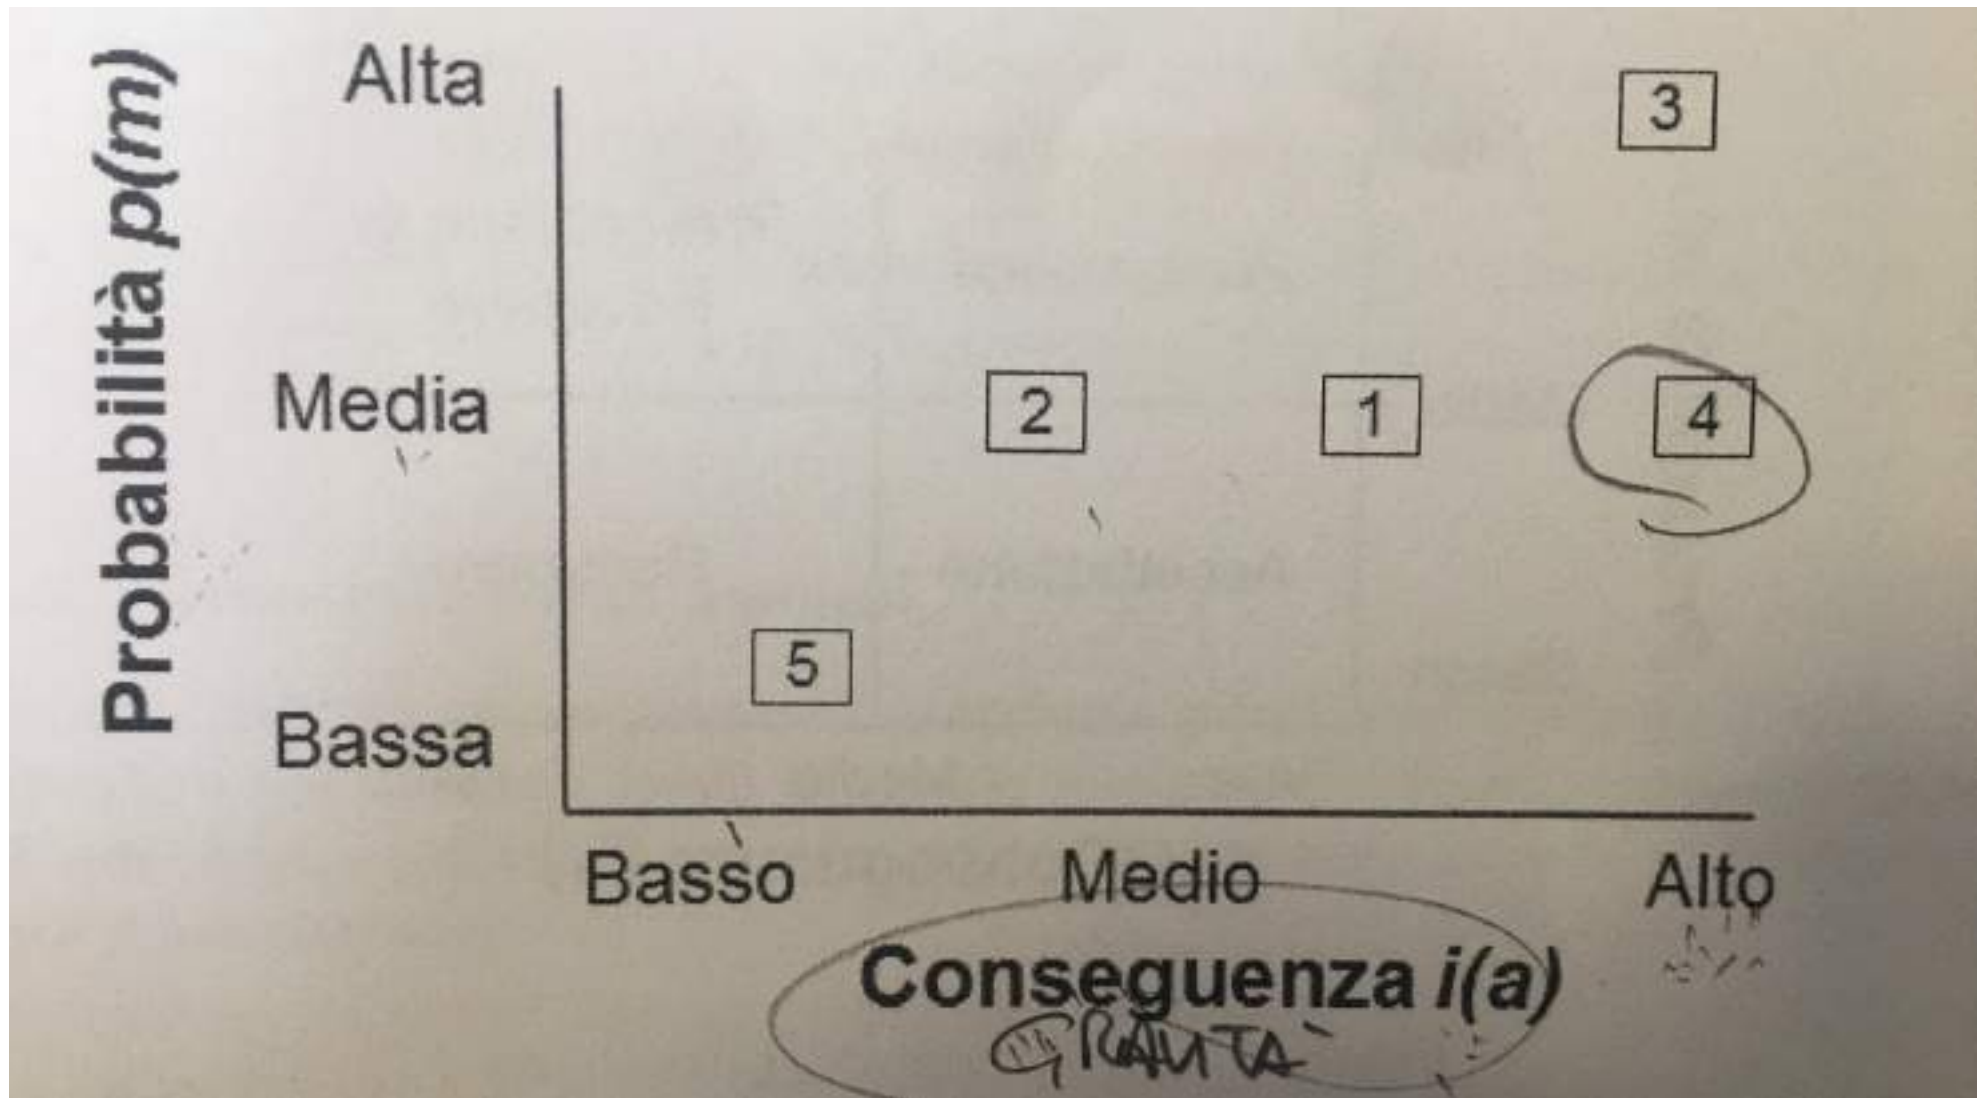 Probabilità p(m)
Alta
3
Media
2 1 4
5
Bassa
Basso Medio Alto
Conseguenza i(a)
GRAVITÀ